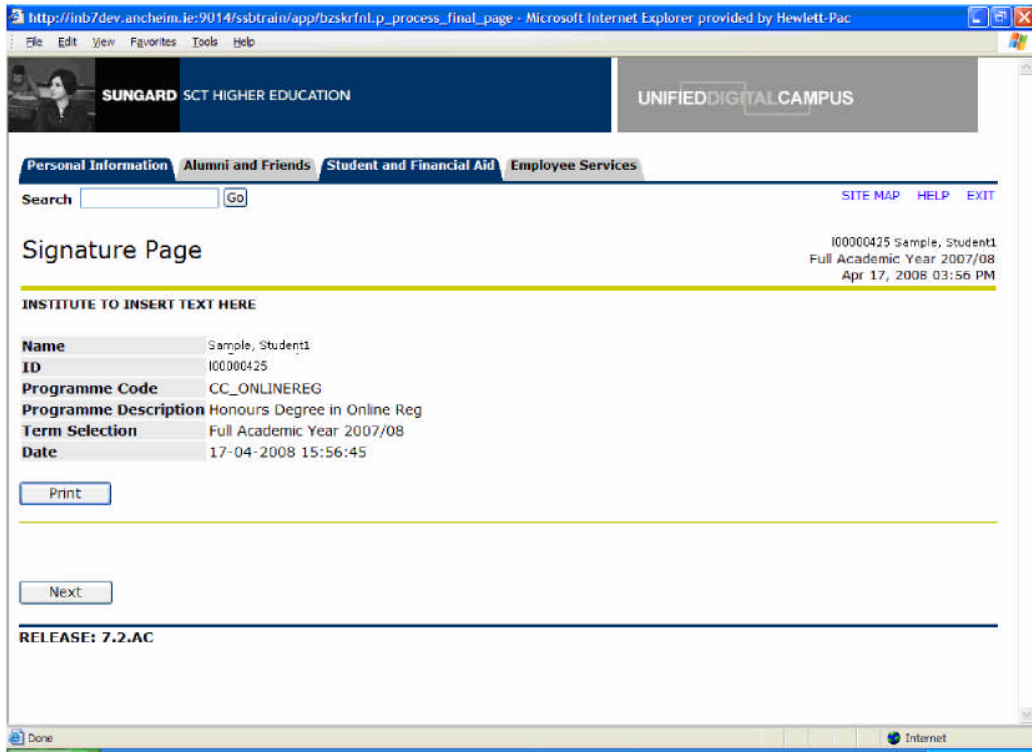 http://inb7dev.ancheim.ie:9014/ssbtrain/app/bzskrfnl.p_process_final_page - Microsoft Internet Explorer provided by Hewlett-Pac
File Edit View Favorites Tools Help
SUNGARD SCT HIGHER EDUCATION
UNIFIEDDIGITALCAMPUS
Personal Information Alumni and Friends Student and Financial Aid Employee Services
Search Go SITE MAP HELP EXIT
Signature Page
I00000425 Sample, Student1
Full Academic Year 2007/08
Apr 17, 2008 03:56 PM
INSTITUTE TO INSERT TEXT HERE
Name Sample, Student1
ID I00000425
Programme Code CC_ONLINEREG
Programme Description Honours Degree in Online Reg
Term Selection Full Academic Year 2007/08
Date 17-04-2008 15:56:45
Print
Next
RELEASE: 7.2.AC
Done Internet